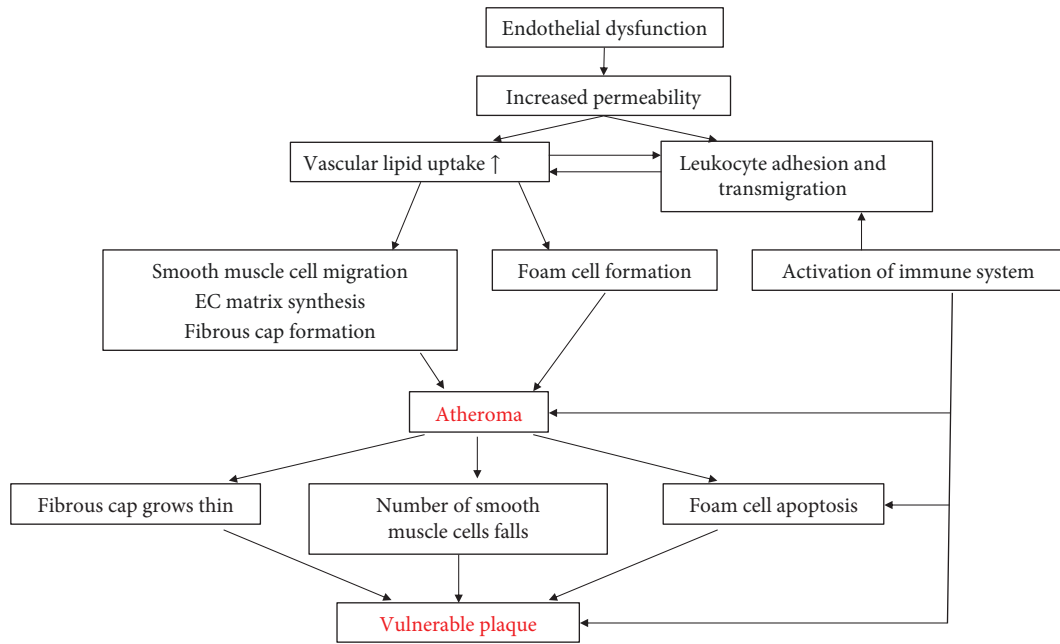 Endothelial dysfunction
Increased permeability
Vascular lipid uptake ↑
Leukocyte adhesion and
transmigration
Smooth muscle cell migration
EC matrix synthesis
Fibrous cap formation
Foam cell formation
Activation of immune system
Atheroma
Fibrous cap grows thin
Number of smooth
muscle cells falls
Foam cell apoptosis
Vulnerable plaque